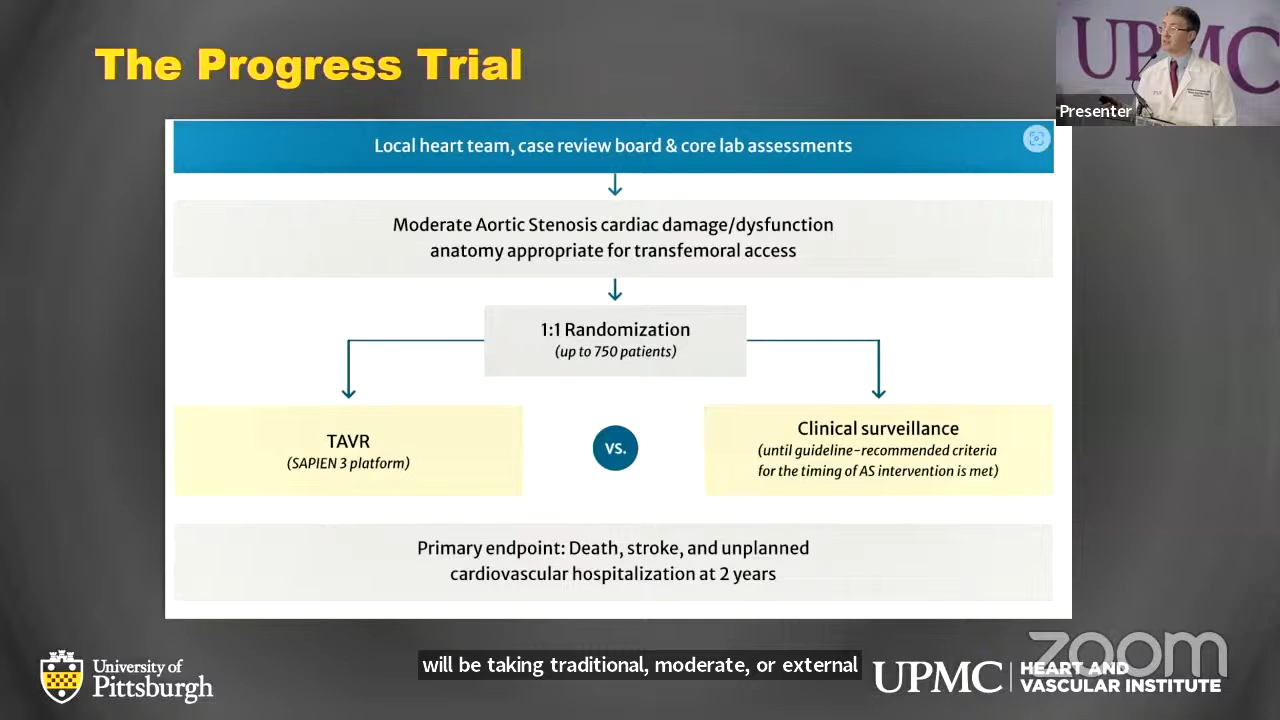 The Progress Trial
UPMC
Presenter
Local heart team, case review board & core lab assessments
Moderate Aortic Stenosis cardiac damage/dysfunction
anatomy appropriate for transfemoral access
1:1 Randomization
(up to 750 patients)
TAVR
(SAPIEN 3 platform)
VS.
Clinical surveillance
(until guideline-recommended criteria
for the timing of AS intervention is met)
Primary endpoint: Death, stroke, and unplanned
cardiovascular hospitalization at 2 years
University of
Pittsburgh
will be taking traditional, moderate, or external
UPMC
HEART AND
VASCULAR INSTITUTE
zoom